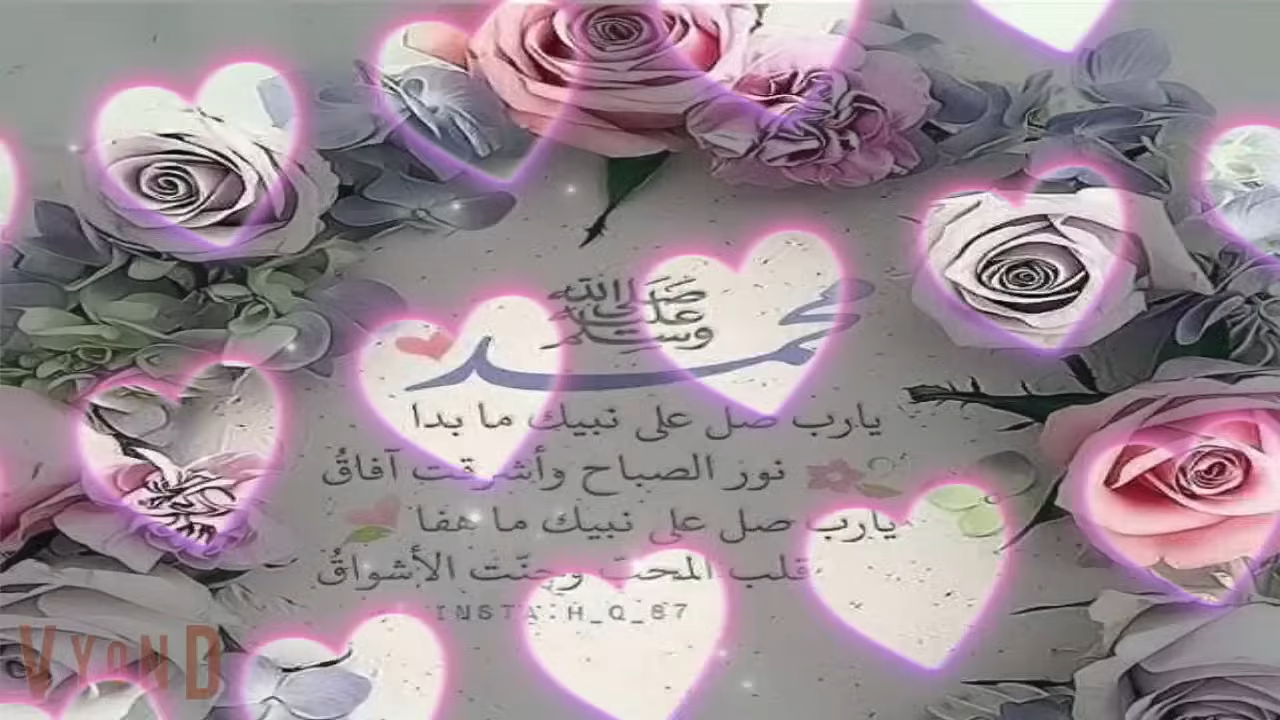 صلى الله
عليه
وسلم
محمد
يارب صل على نبيك ما بدا
نور الصباح وأشرقت آفاقُ
يارب صل على نبيك ما هفا
قلب المحب وحنّت الأشواقُ
INSTA:H_Q_87
VYOND